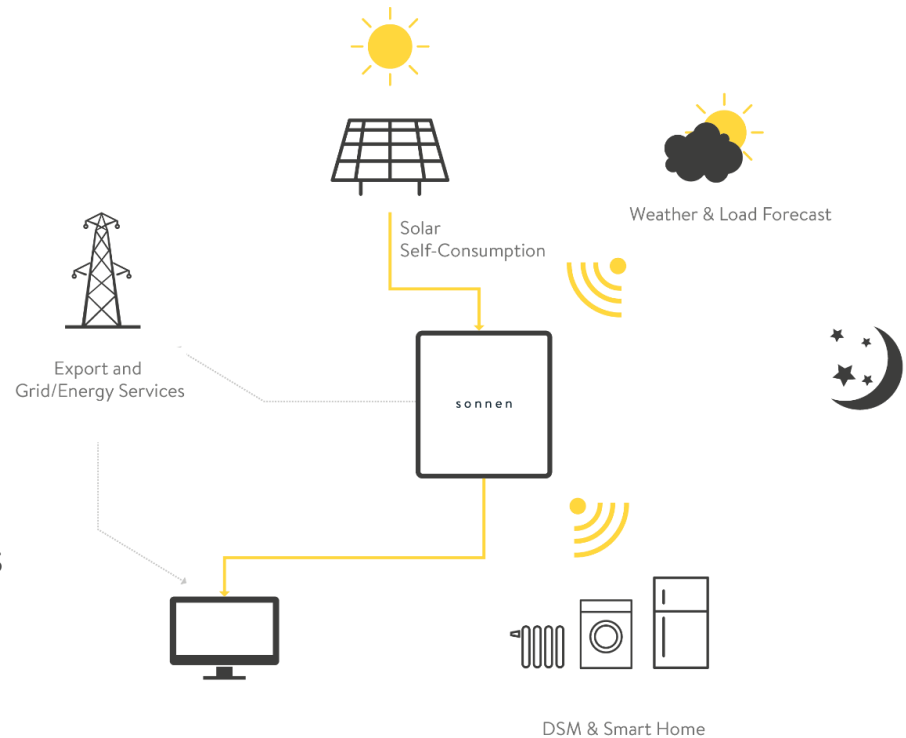 Weather & Load Forecast
Solar
Self-Consumption
Export and
Grid/Energy Services
sonnen
DSM & Smart Home